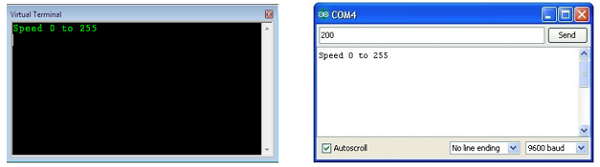 Virtual Terminal
Speed 0 to 255
COM4
200
Send
Speed 0 to 255
Autoscroll
No line ending
9600 baud